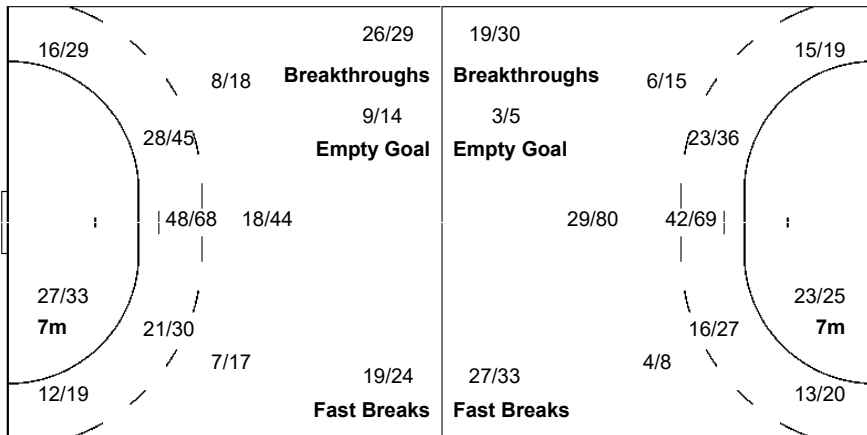 26/29 19/30
16/29 15/19
8/18 Breakthroughs Breakthroughs 6/15
9/14 3/5
28/45 Empty Goal Empty Goal 23/36
48/68 18/44 29/80 42/69
27/33 23/25
7m 21/30 16/27 7m
7/17 4/8
19/24 27/33
12/19 13/20
Fast Breaks Fast Breaks